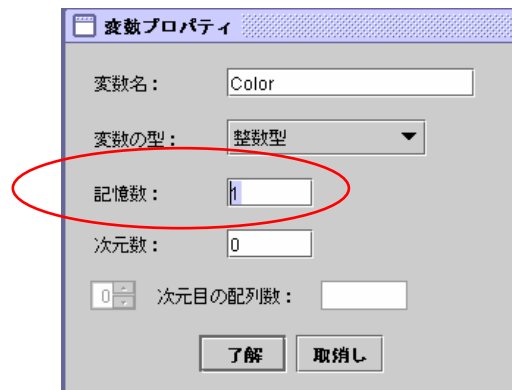 変数プロパティ
変数名： Color
変数の型： 整数型
記憶数： 1
次元数： 0
0 次元目の配列数：
了解 取消し